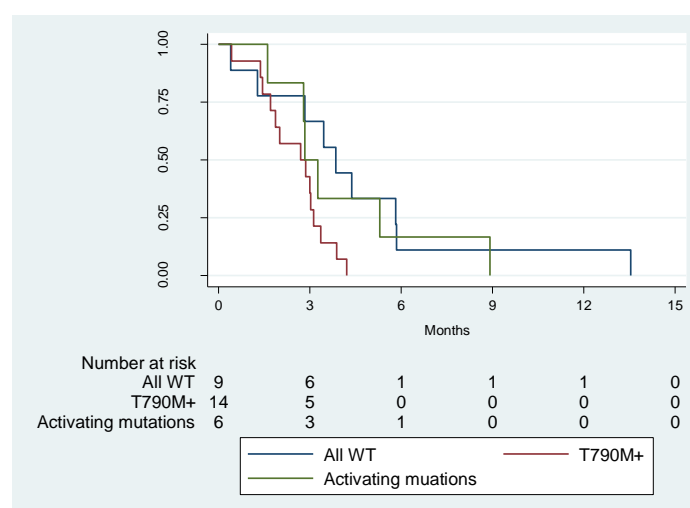 1.00
0.75
0.50
0.25
0.00
0 3 6 9 12 15
Months
Number at risk
All WT 9 6 1 1 1 0
T790M+ 14 5 0 0 0 0
Activating mutations 6 3 1 0 0 0
All WT T790M+
Activating muations